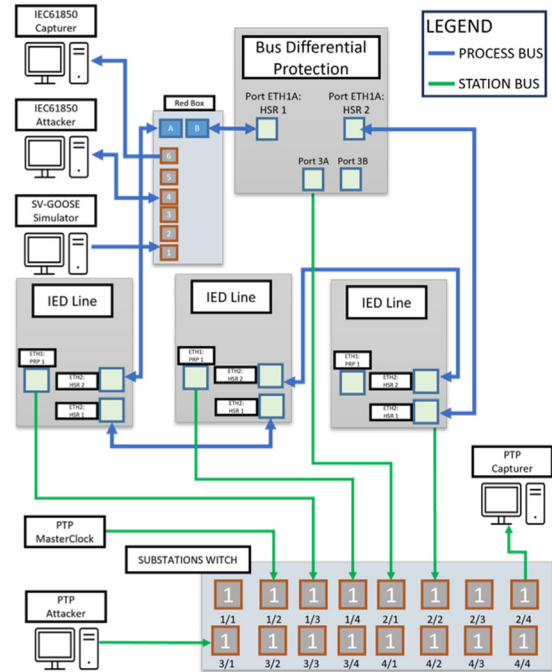 IEC61850
Capturer
IEC61850
Attacker
SV-GOOSE
Simulator
Red Box
A B
6
5
4
3
2
1
Bus Differential
Protection
Port ETH1A:
HSR 1
Port ETH1A:
HSR 2
Port 3A Port 3B
LEGEND
PROCESS BUS
STATION BUS
IED Line
ETH1:
PRP 1
ETH2:
HSR 2
ETH2:
HSR 1
IED Line
ETH1:
PRP 1
ETH2:
HSR 2
ETH2:
HSR 1
IED Line
ETH1:
PRP 1
ETH2:
HSR 2
ETH2:
HSR 1
PTP
Capturer
PTP
MasterClock
PTP
Attacker
SUBSTATIONS WITCH
1 1 1 1 1 1 1 1
1/1 1/2 1/3 1/4 2/1 2/2 2/3 2/4
1 1 1 1 1 1 1 1
3/1 3/2 3/3 3/4 4/1 4/2 4/3 4/4